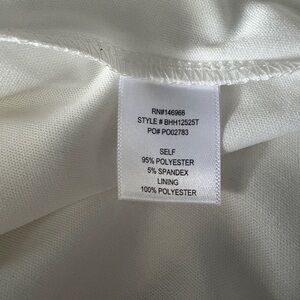 RN#146966
STYLE # BHH12525T
PO# PO02783
SELF
95% POLYESTER
5% SPANDEX
LINING
100% POLYESTER